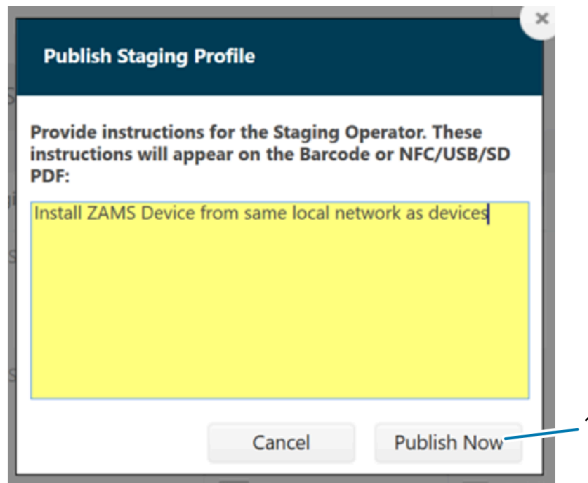 Publish Staging Profile
Provide instructions for the Staging Operator. These
instructions will appear on the Barcode or NFC/USB/SD
PDF:
Install ZAMS Device from same local network as devices
Cancel
Publish Now